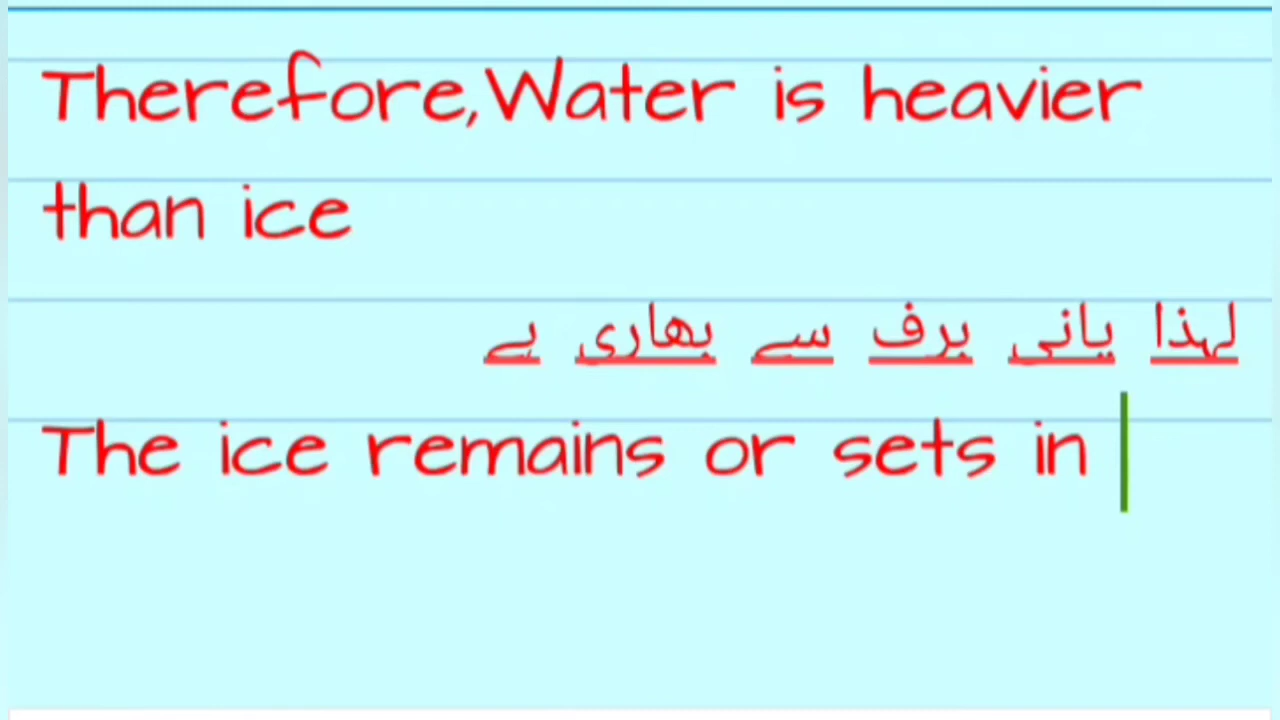 Therefore,Water is heavier
than ice
لہذا پانی برف سے بھاری ہے
The ice remains or sets in